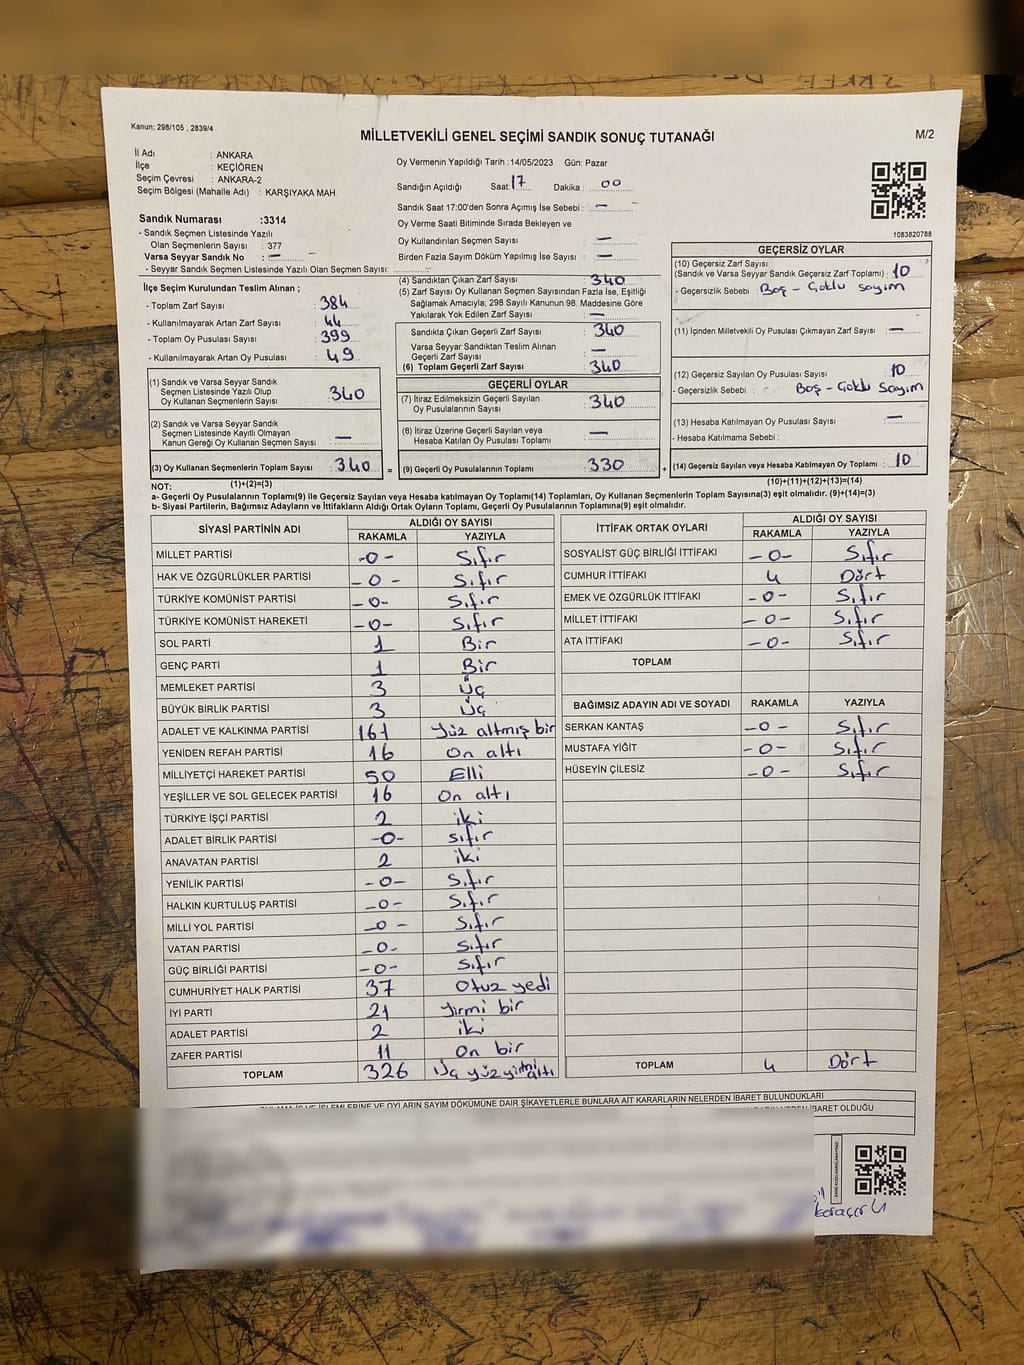 Kanun; 298/105 , 2839/4
MİLLETVEKİLİ GENEL SEÇİMİ SANDIK SONUÇ TUTANAĞI
M/2
İl Adı : ANKARA
İlçe : KEÇİÖREN
Seçim Çevresi : ANKARA-2
Seçim Bölgesi (Mahalle Adı) : KARŞIYAKA MAH.
Sandık Numarası :3314
- Sandık Seçmen Listesinde Yazılı
Olan Seçmenlerin Sayısı : 377
Varsa Seyyar Sandık No : —
- Seyyar Sandık Seçmen Listesinde Yazılı Olan Seçmen Sayısı:
Oy Vermenin Yapıldığı Tarih :14/05/2023 Gün: Pazar
Sandığın Açıldığı Saat: 17 Dakika : 00
Sandık Saat 17:00'den Sonra Açımış İse Sebebi : —
Oy Verme Saati Bitiminde Sırada Bekleyen ve
Oy Kullandırılan Seçmen Sayısı : —
Birden Fazla Sayım Döküm Yapılmış İse Sayısı : —
1083820788
İlçe Seçim Kurulundan Teslim Alınan ;
- Toplam Zarf Sayısı : 384
- Kullanılmayarak Artan Zarf Sayısı : 44
- Toplam Oy Pusulası Sayısı : 399
- Kullanılmayarak Artan Oy Pusulası : 49
(1) Sandık ve Varsa Seyyar Sandık
Seçmen Listesinde Yazılı Olup
Oy Kullanan Seçmenlerin Sayısı : 340
(2) Sandık ve Varsa Seyyar Sandık
Seçmen Listesinde Kayıtlı Olmayan
Kanun Gereği Oy Kullanan Seçmen Sayısı : —
(3) Oy Kullanan Seçmenlerin Toplam Sayısı : 340 =
(1)+(2)=(3)
(4) Sandıktan Çıkan Zarf Sayısı : 340
(5) Zarf Sayısı Oy Kullanan Seçmen Sayısından Fazla İse, Eşitliği
Sağlamak Amacıyla; 298 Sayılı Kanunun 98. Maddesine Göre
Yakılarak Yok Edilen Zarf Sayısı : —
Sandıkta Çıkan Geçerli Zarf Sayısı : 340
Varsa Seyyar Sandıktan Teslim Alınan
Geçerli Zarf Sayısı : —
(6) Toplam Geçerli Zarf Sayısı : 340
GEÇERLİ OYLAR
(7) İtiraz Edilmeksizin Geçerli Sayılan
Oy Pusulalarının Sayısı : 340
(8) İtiraz Üzerine Geçerli Sayılan veya
Hesaba Katılan Oy Pusulası Toplamı : —
(9) Geçerli Oy Pusulalarının Toplamı : 330 +
GEÇERSİZ OYLAR
(10) Geçersiz Zarf Sayısı
(Sandık ve Varsa Seyyar Sandık Geçersiz Zarf Toplamı) : 10
- Geçersizlik Sebebi : Boş - Çoklu sayim
(11) İçinden Milletvekili Oy Pusulası Çıkmayan Zarf Sayısı : —
(12) Geçersiz Sayılan Oy Pusulası Sayısı : 10
- Geçersizlik Sebebi : Boş - Çoklu Sayim
(13) Hesaba Katılmayan Oy Pusulası Sayısı : —
- Hesaba Katılmama Sebebi :
(14) Geçersiz Sayılan veya Hesaba Katılmayan Oy Toplamı : 10
(10)+(11)+(12)+(13)=(14)
NOT:
a- Geçerli Oy Pusulalarının Toplamı(9) ile Geçersiz Sayılan veya Hesaba katılmayan Oy Toplamı(14) Toplamları, Oy Kullanan Seçmenlerin Toplam Sayısına(3) eşit olmalıdır. (9)+(14)=(3)
b- Siyasi Partilerin, Bağımsız Adayların ve İttifakların Aldığı Ortak Oyların Toplamı, Geçerli Oy Pusulalarının Toplamına(9) eşit olmalıdır.
SİYASİ PARTİNİN ADI ALDIĞI OY SAYISI
RAKAMLA YAZIYLA
MİLLET PARTİSİ -0- Sıfır
HAK VE ÖZGÜRLÜKLER PARTİSİ -0- Sıfır
TÜRKİYE KOMÜNİST PARTİSİ -0- Sıfır
TÜRKİYE KOMÜNİST HAREKETİ -0- Sıfır
SOL PARTİ 1 Bir
GENÇ PARTİ 1 Bir
MEMLEKET PARTİSİ 3 Üç
BÜYÜK BİRLİK PARTİSİ 3 Üç
ADALET VE KALKINMA PARTİSİ 161 Yüz altmış bir
YENİDEN REFAH PARTİSİ 16 On altı
MİLLİYETÇİ HAREKET PARTİSİ 50 Elli
YEŞİLLER VE SOL GELECEK PARTİSİ 16 On altı
TÜRKİYE İŞÇİ PARTİSİ 2 iki
ADALET BİRLİK PARTİSİ -0- sıfır
ANAVATAN PARTİSİ 2 iki
YENİLİK PARTİSİ -0- Sıfır
HALKIN KURTULUŞ PARTİSİ -0- Sıfır
MİLLİ YOL PARTİSİ -0- Sıfır
VATAN PARTİSİ -0- Sıfır
GÜÇ BİRLİĞİ PARTİSİ -0- Sıfır
CUMHURİYET HALK PARTİSİ 37 Otuz yedi
İYİ PARTİ 21 yirmi bir
ADALET PARTİSİ 2 iki
ZAFER PARTİSİ 11 On bir
TOPLAM 326 Üç yüz yirmi altı
İTTİFAK ORTAK OYLARI ALDIĞI OY SAYISI
RAKAMLA YAZIYLA
SOSYALİST GÜÇ BİRLİĞİ İTTİFAKI -0- Sıfır
CUMHUR İTTİFAKI 4 Dört
EMEK VE ÖZGÜRLÜK İTTİFAKI -0- Sıfır
MİLLET İTTİFAKI -0- Sıfır
ATA İTTİFAKI -0- Sıfır
TOPLAM
BAĞIMSIZ ADAYIN ADI VE SOYADI RAKAMLA YAZIYLA
SERKAN KANTAŞ -0- Sıfır
MUSTAFA YİĞİT -0- Sıfır
HÜSEYİN ÇİLESİZ -0- Sıfır
TOPLAM 4 Dört
İŞLEMLERİNE VE OYLARIN SAYIM DÖKÜMÜNE DAİR ŞİKAYETLERLE BUNLARA AİT KARARLARIN NELERDEN İBARET BULUNDUKLARI
İBARET OLDUĞU